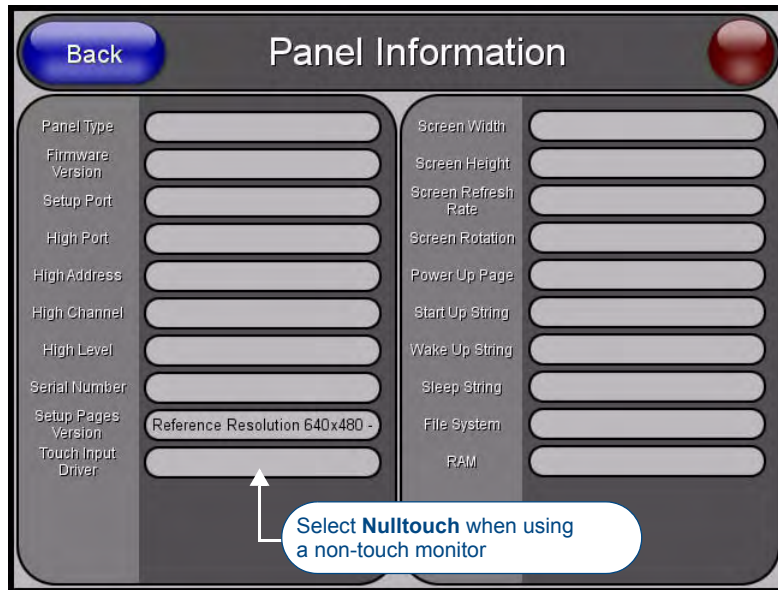 Back
Panel Information
Panel Type
Firmware
Version
Setup Port
High Port
High Address
High Channel
High Level
Serial Number
Setup Pages
Version
Reference Resolution 640x480 -
Touch Input
Driver
Screen Width
Screen Height
Screen Refresh
Rate
Screen Rotation
Power Up Page
Start Up String
Wake Up String
Sleep String
File System
RAM
Select Nulltouch when using
a non-touch monitor